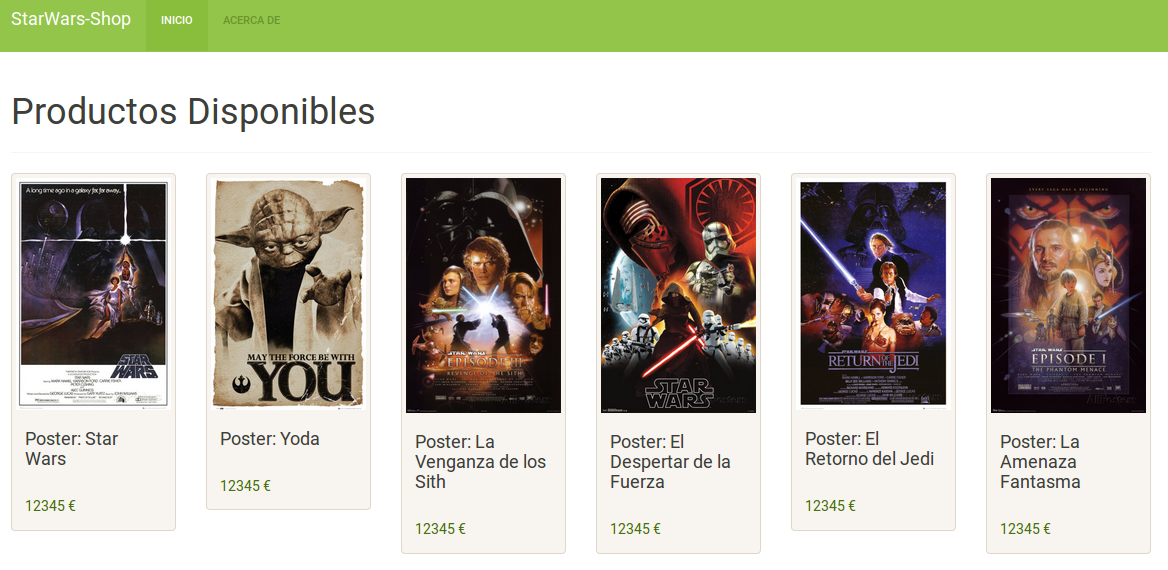 StarWars-Shop
INICIO
ACERCA DE
Productos Disponibles
A long time ago in a galaxy far far away...
STAR
WARS
Poster: Star
Wars
12345 €
MAY THE FORCE BE WITH
YOU
Poster: Yoda
12345 €
STAR WARS
EPISODE III
REVENGE OF THE SITH
Poster: La
Venganza de los
Sith
12345 €
STAR
WARS
Poster: El
Despertar de la
Fuerza
12345 €
STAR WARS
RETURN OF THE JEDI
Poster: El
Retorno del Jedi
12345 €
EVERY SAGA HAS A BEGINNING
STAR WARS
EPISODE I
THE PHANTOM MENACE
Poster: La
Amenaza
Fantasma
12345 €